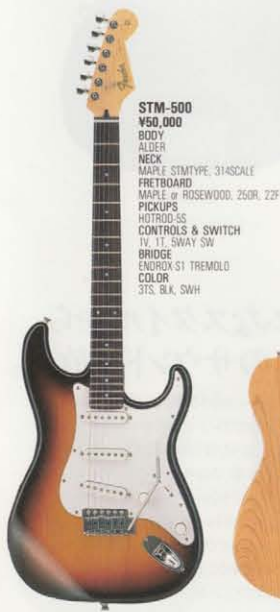 Fender
STM-500
¥50,000
BODY
ALDER
NECK
MAPLE STMTYPE, 314SCALE
FRETBOARD
MAPLE or ROSEWOOD, 250R, 22F
PICKUPS
HOTROD-5S
CONTROLS & SWITCH
1V, 1T, 5WAY SW
BRIDGE
ENDROX-S1 TREMOLO
COLOR
3TS, BLK, SWH